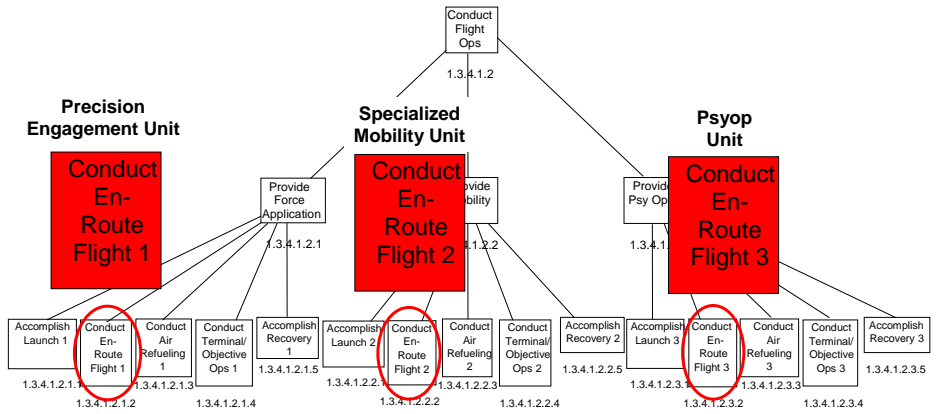 Conduct
Flight
Ops
1.3.4.1.2
Precision
Engagement Unit
Specialized
Mobility Unit
Psyop
Unit
Conduct
En-
Route
Flight 1
Provide
Force
Application
1.3.4.1.2.1
Conduct
En-
Route
Flight 2
ovide
bility
4.1.2.2
Provide
Psy Op
1.3.4.1.
Conduct
En-
Route
Flight 3
Accomplish
Launch 1
1.3.4.1.2.1.1
Conduct
En-
Route
Flight 1
1.3.4.1.2.1.2
Conduct
Air
Refueling
1
1.3.4.1.2.1.3
Conduct
Terminal/
Objective
Ops 1
1.3.4.1.2.1.4
Accomplish
Recovery
1
1.3.4.1.2.1.5
Accomplish
Launch 2
1.3.4.1.2.2.1
Conduct
En-
Route
Flight 2
1.3.4.1.2.2.2
Conduct
Air
Refueling
2
1.3.4.1.2.2.3
Conduct
Terminal/
Objective
Ops 2
1.3.4.1.2.2.4
Accomplish
Recovery 2
1.3.4.1.2.2.5
Accomplish
Launch 3
1.3.4.1.2.3.1
Conduct
En-
Route
Flight 3
1.3.4.1.2.3.2
Conduct
Air
Refueling
3
1.3.4.1.2.3.3
Conduct
Terminal/
Objective
Ops 3
1.3.4.1.2.3.4
Accomplish
Recovery 3
1.3.4.1.2.3.5